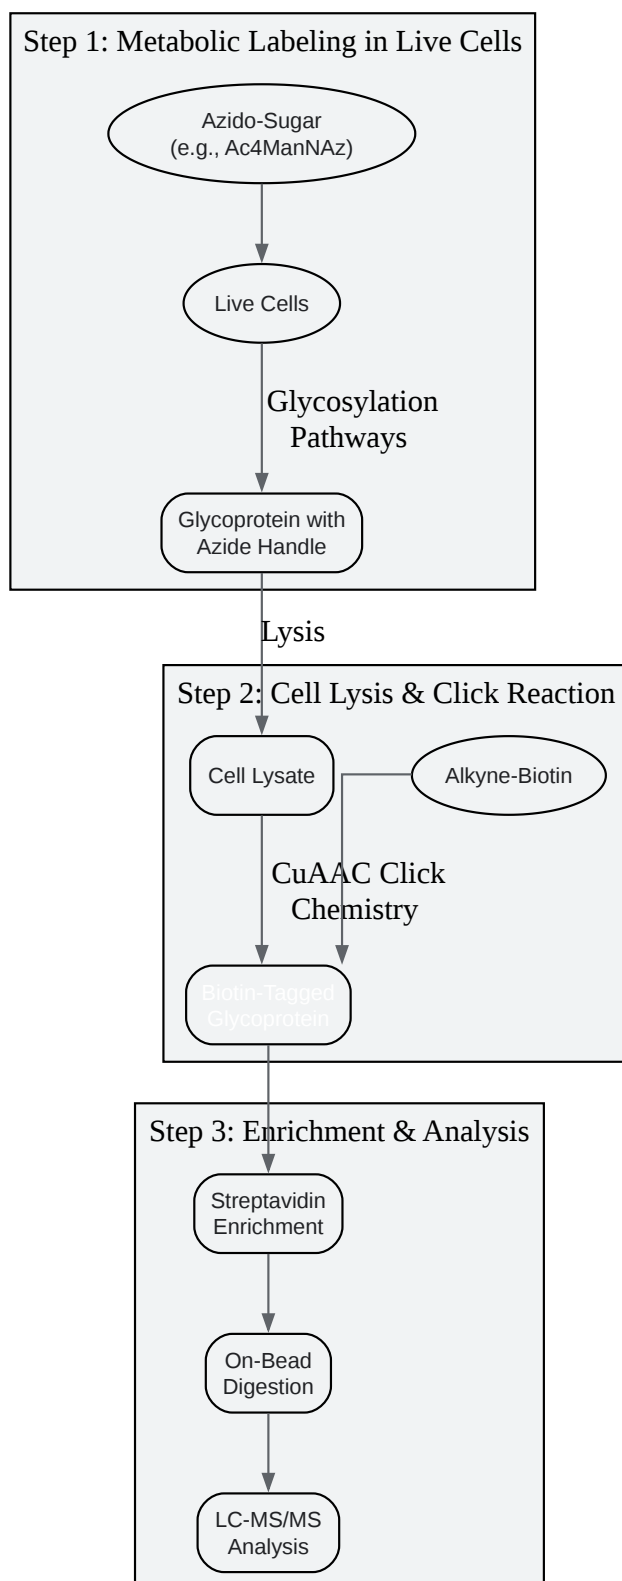 Step 1: Metabolic Labeling in Live Cells
Azido-Sugar
(e.g., Ac4ManNAz)
Live Cells
Glycosylation
Pathways
Glycoprotein with
Azide Handle
Lysis
Step 2: Cell Lysis & Click Reaction
Cell Lysate
Alkyne-Biotin
CuAAC Click
Chemistry
Biotin-Tagged
Glycoprotein
Step 3: Enrichment & Analysis
Streptavidin
Enrichment
On-Bead
Digestion
LC-MS/MS
Analysis